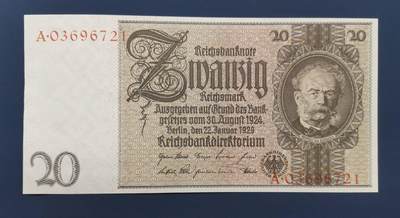 A·03696721
20
Reichsbanknote
Zwanzig
Reichsmark
Ausgegeben auf Grund des Bank-
gesetzes vom 30. August 1924
Berlin, den 22. Januar 1929
Reichsbankdirektorium
20
A·03696721